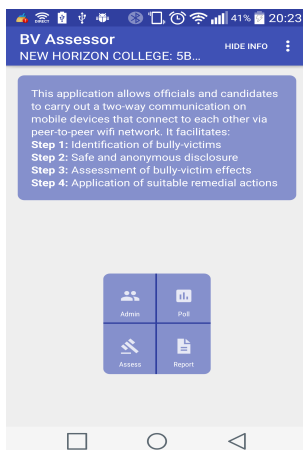 DIRECT 41% 20:23
BV Assessor
HIDE INFO
NEW HORIZON COLLEGE: 5B...
This application allows officials and candidates
to carry out a two-way communication on
mobile devices that connect to each other via
peer-to-peer wifi network. It facilitates:
Step 1: Identification of bully-victims
Step 2: Safe and anonymous disclosure
Step 3: Assessment of bully-victim effects
Step 4: Application of suitable remedial actions
Admin Poll
Assess Report